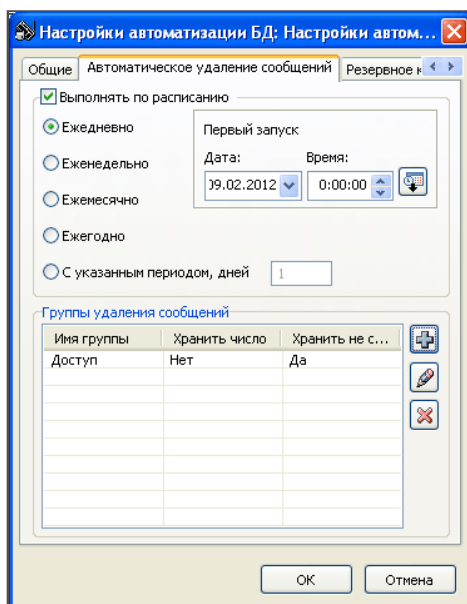 Настройки автоматизации БД: Настройки автом...
Общие Автоматическое удаление сообщений Резервное к
Выполнять по расписанию
Ежедневно
Первый запуск
Дата: Время:
Еженедельно
09.02.2012 0:00:00
Ежемесячно
Ежегодно
С указанным периодом, дней 1
Группы удаления сообщений
Имя группы Хранить число Хранить не с...
Доступ Нет Да
OK Отмена